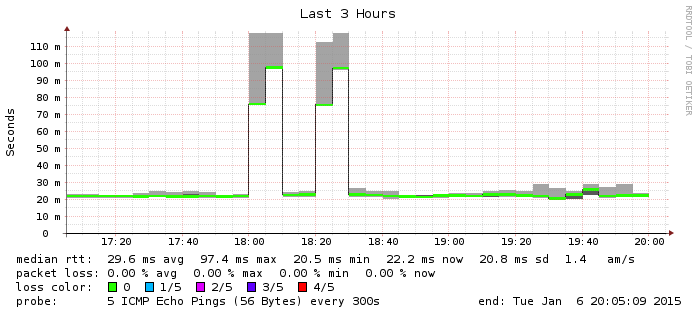 Last 3 Hours
RRDTOOL / TOBI OETIKER
Seconds
110 m
100 m
90 m
80 m
70 m
60 m
50 m
40 m
30 m
20 m
10 m
0
17:20 17:40 18:00 18:20 18:40 19:00 19:20 19:40 20:00
median rtt: 29.6 ms avg 97.4 ms max 20.5 ms min 22.2 ms now 20.8 ms sd 1.4 am/s
packet loss: 0.00 % avg 0.00 % max 0.00 % min 0.00 % now
loss color: 0 1/5 2/5 3/5 4/5
probe: 5 ICMP Echo Pings (56 Bytes) every 300s end: Tue Jan 6 20:05:09 2015